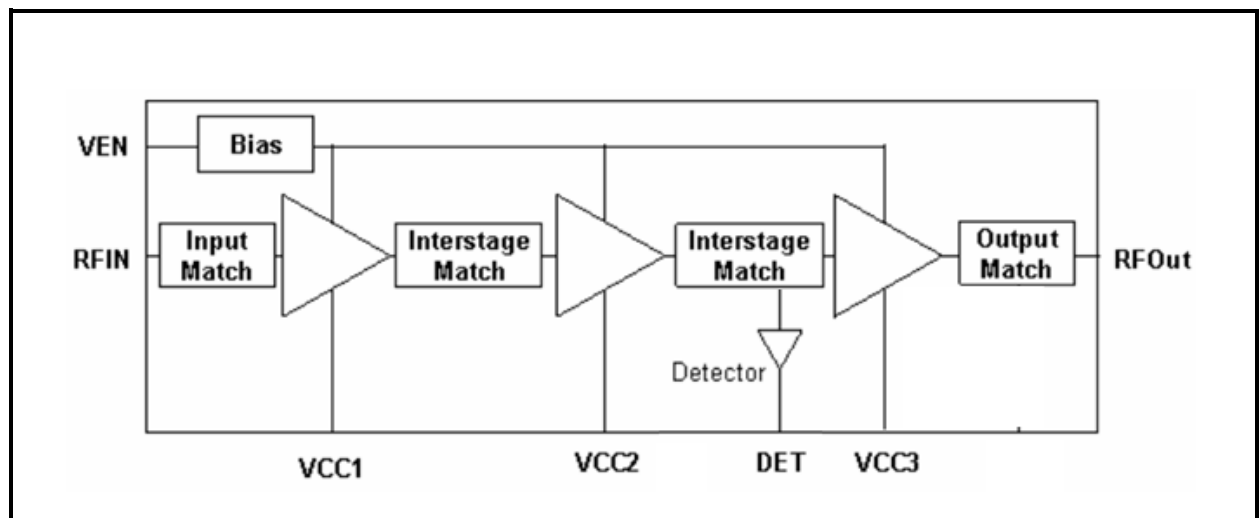 VEN
Bias
RFIN
Input
Match
Interstage
Match
Interstage
Match
Output
Match
RFOut
Detector
VCC1
VCC2
DET
VCC3